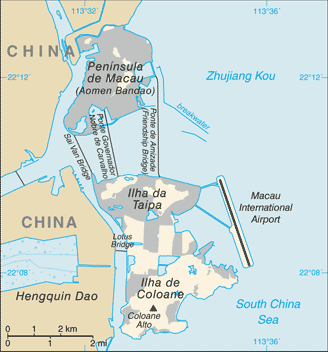 113°32'
113°36'
CHINA
Península
de Macau
(Aomen Bandao)
Zhujiang Kou
22°12'
22°12'
breakwater
Ponte de Amizade
(Friendship Bridge)
Ponte Governador
Nobre de Carvalho
Sai Van Bridge
Ilha da
Taipa
Macau
International
Airport
CHINA
Lotus
Bridge
22°08'
22°08'
Ilha de
Coloane
Hengquin Dao
Coloane
Alto
South China
Sea
0 1 2 km
0 1 2 mi
113°32'
113°36'